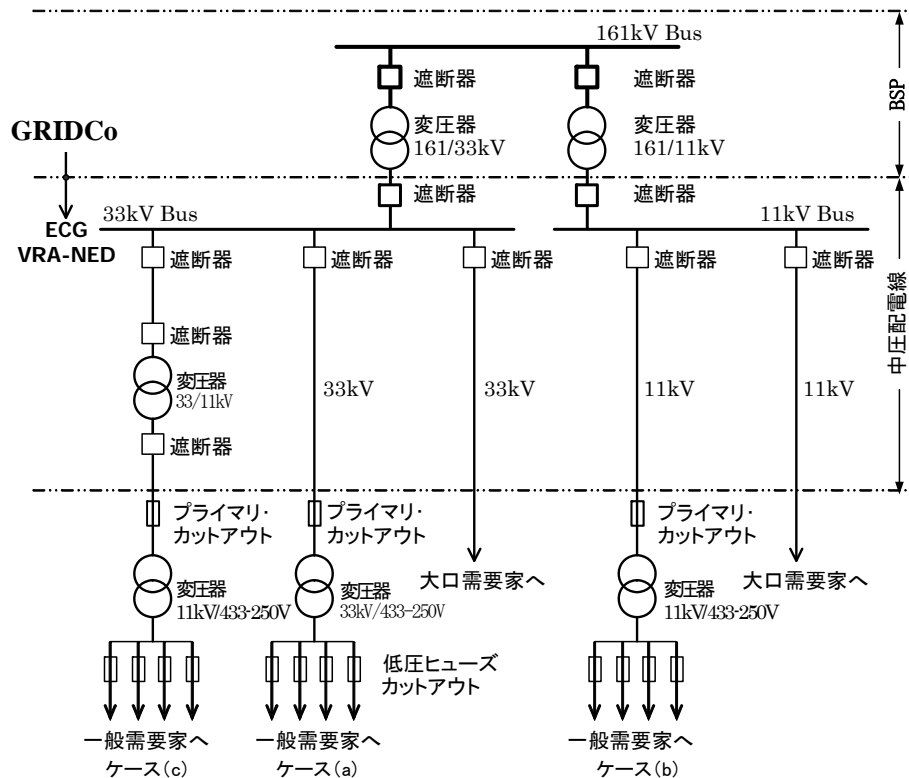 161kV Bus
遮断器
遮断器
BSP
変圧器
161/33kV
変圧器
161/11kV
GRIDCo
遮断器
遮断器
ECG
VRA-NED
33kV Bus
11kV Bus
遮断器
遮断器
遮断器
遮断器
遮断器
中圧配電線
遮断器
変圧器
33/11kV
33kV
33kV
11kV
11kV
遮断器
プライマリ・
カットアウト
プライマリ・
カットアウト
プライマリ・
カットアウト
変圧器
11kV/433-250V
変圧器
33kV/433-250V
大口需要家へ
変圧器
11kV/433-250V
大口需要家へ
低圧ヒューズ
カットアウト
一般需要家へ
ケース(c)
一般需要家へ
ケース(a)
一般需要家へ
ケース(b)